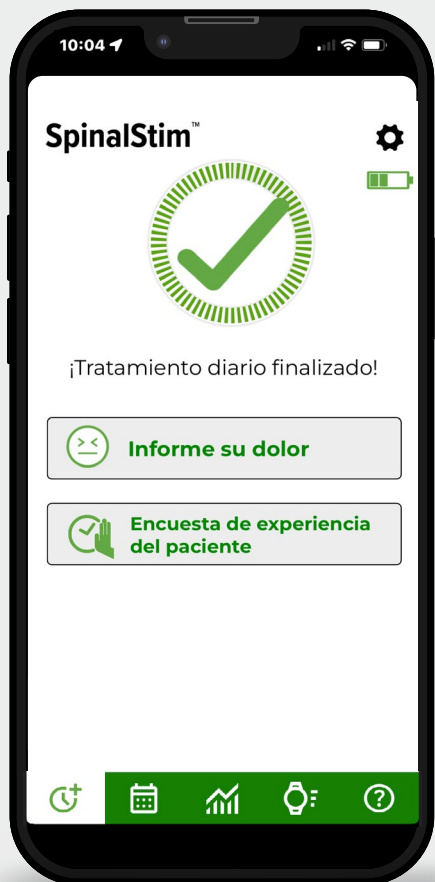 10:04
SpinalStim™
¡Tratamiento diario finalizado!
Informe su dolor
Encuesta de experiencia
del paciente